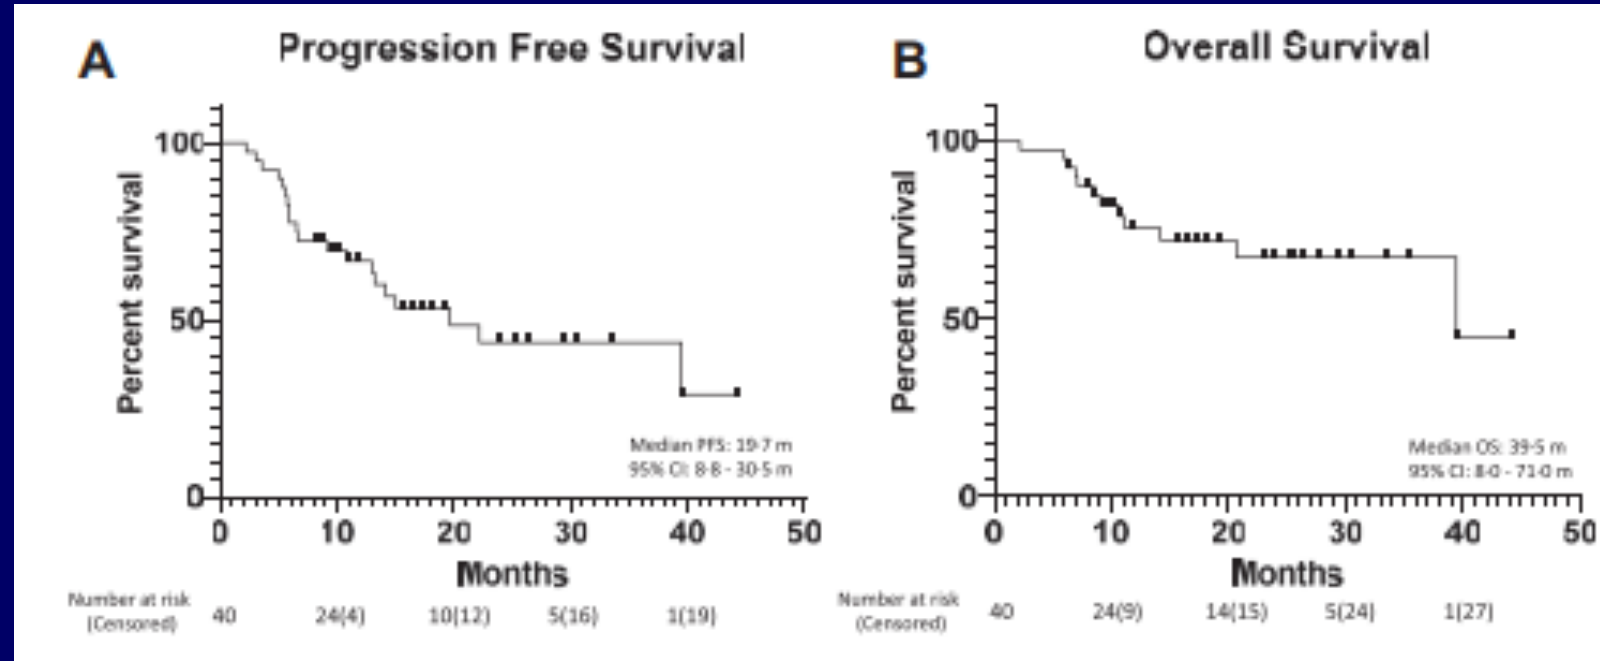 A
Progression Free Survival
Percent survival
100
50
0
0 10 20 30 40 50
Months
Median PFS: 19·7 m
95% CI: 8·8 - 30·5 m
Number at risk
(Censored)
40 24(4) 10(12) 5(16) 1(19)
B
Overall Survival
Percent survival
100
50
0
0 10 20 30 40 50
Months
Median OS: 39·5 m
95% CI: 8·0 - 71·0 m
Number at risk
(Censored)
40 24(9) 14(15) 5(24) 1(27)